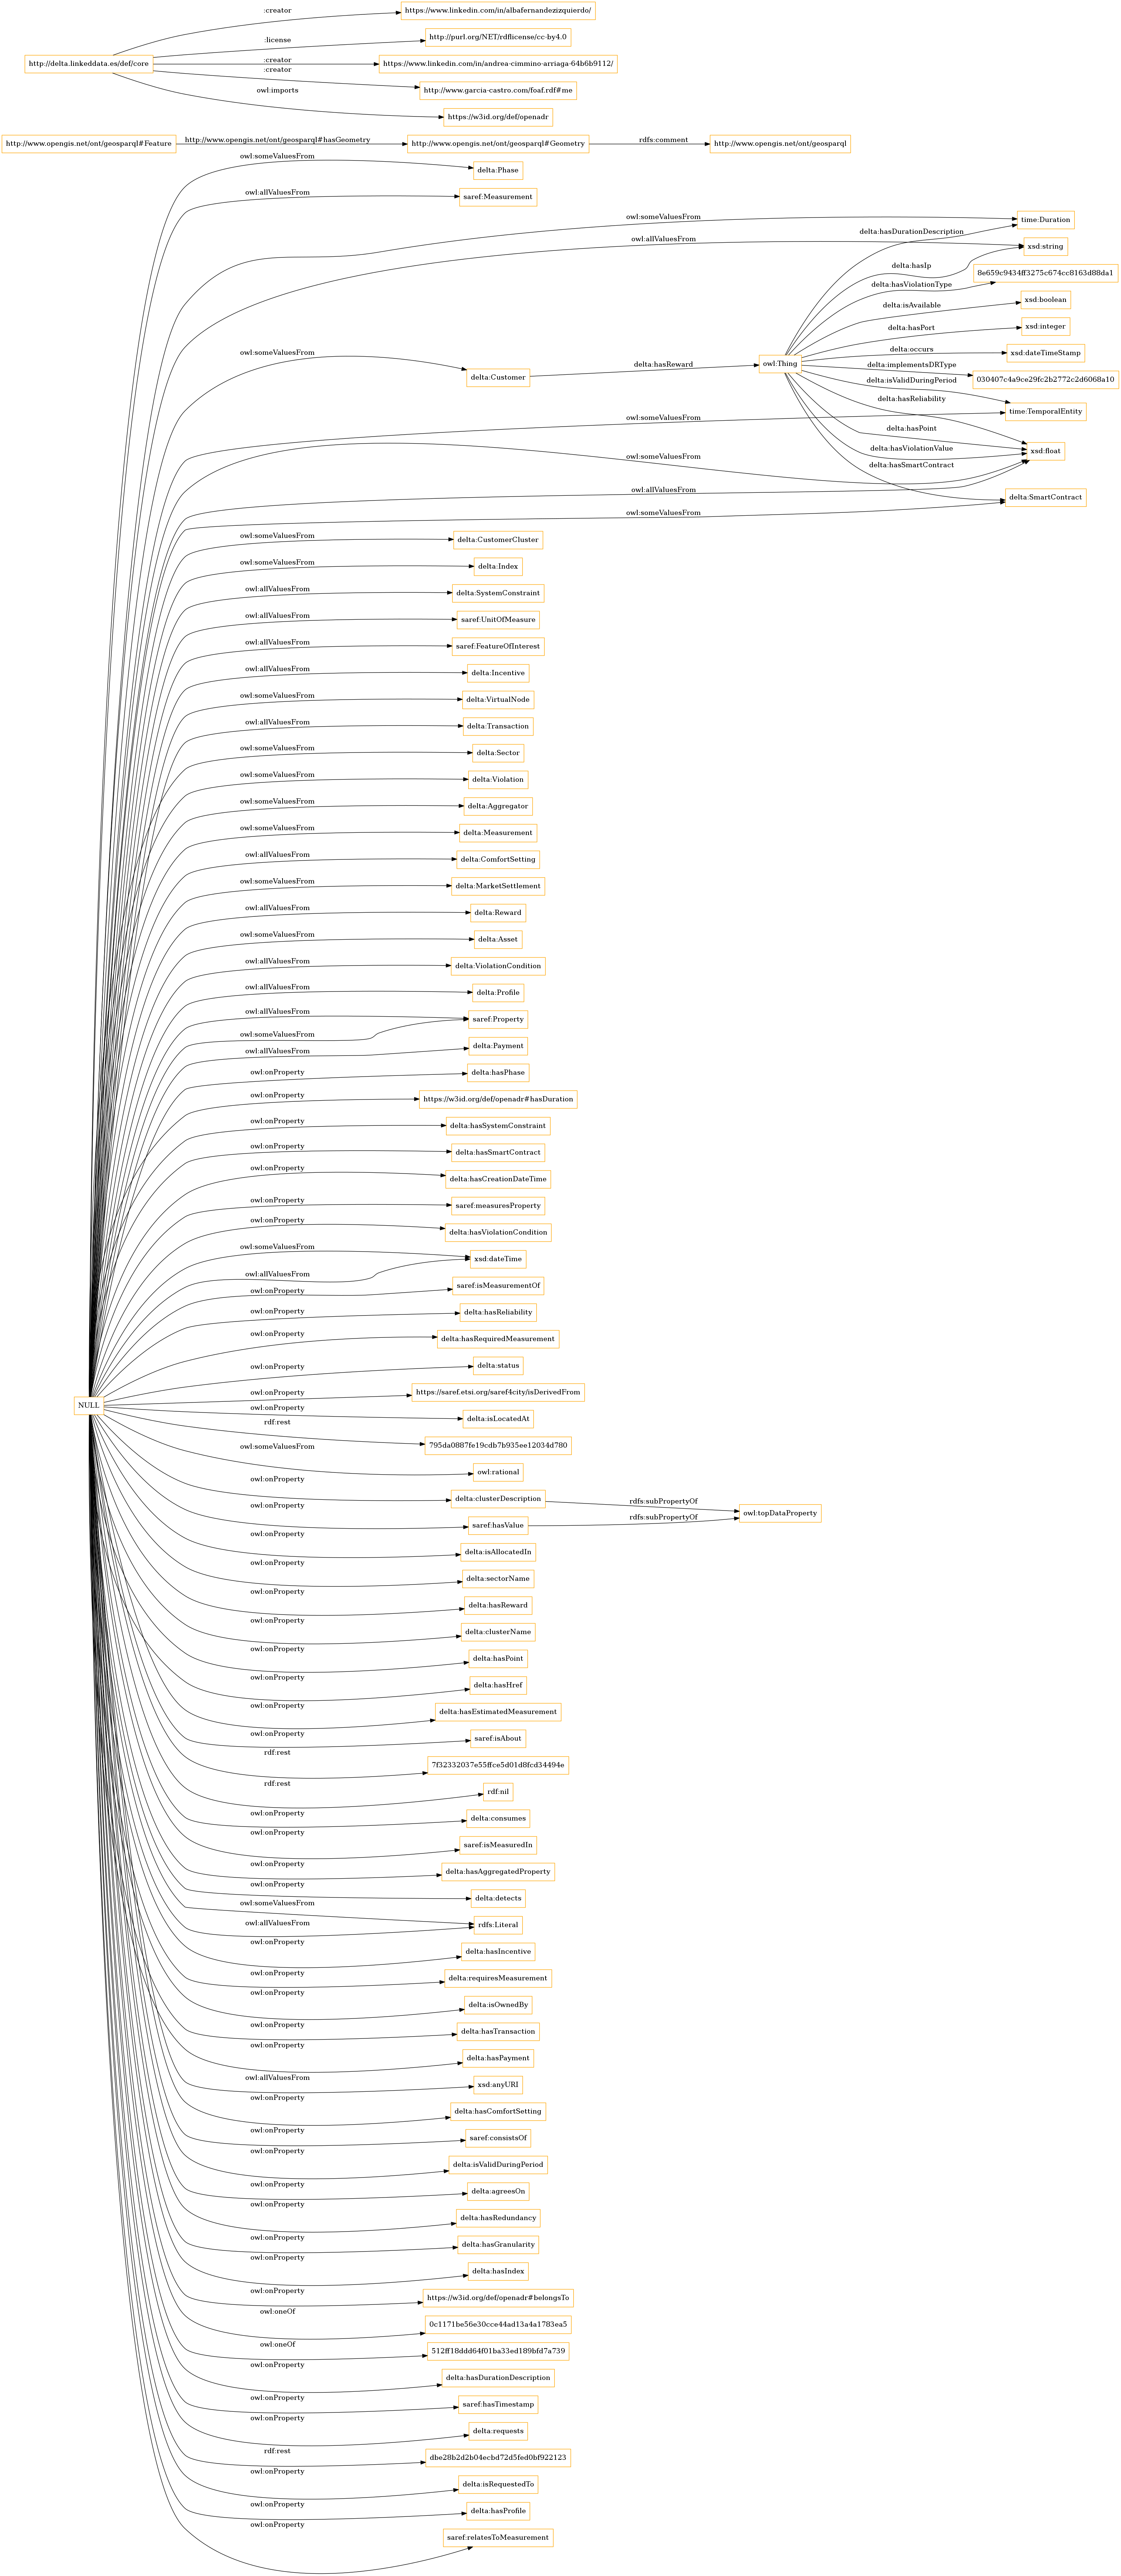 :creator
https://www.linkedin.com/in/albafernandezizquierdo/
:license
http://purl.org/NET/rdflicense/cc-by4.0
http://delta.linkeddata.es/def/core
:creator
https://www.linkedin.com/in/andrea-cimmino-arriaga-64b6b9112/
:creator
http://www.garcia-castro.com/foaf.rdf#me
owl:imports
https://w3id.org/def/openadr
http://www.opengis.net/ont/geosparql#Feature
http://www.opengis.net/ont/geosparql#hasGeometry
http://www.opengis.net/ont/geosparql#Geometry
rdfs:comment
http://www.opengis.net/ont/geosparql
owl:someValuesFrom
delta:Phase
owl:allValuesFrom
saref:Measurement
owl:someValuesFrom
time:Duration
delta:hasDurationDescription
owl:allValuesFrom
xsd:string
delta:hasIp
8e659c9434ff3275c674cc8163d88da1
delta:hasViolationType
delta:isAvailable
xsd:boolean
delta:hasPort
xsd:integer
owl:someValuesFrom
delta:Customer
delta:hasReward
owl:Thing
delta:occurs
xsd:dateTimeStamp
delta:implementsDRType
030407c4a9ce29fc2b2772c2d6068a10
delta:isValidDuringPeriod
time:TemporalEntity
delta:hasReliability
owl:someValuesFrom
delta:hasPoint
delta:hasViolationValue
xsd:float
owl:someValuesFrom
delta:hasSmartContract
owl:allValuesFrom
delta:SmartContract
owl:someValuesFrom
owl:someValuesFrom
delta:CustomerCluster
owl:someValuesFrom
delta:Index
owl:allValuesFrom
delta:SystemConstraint
owl:allValuesFrom
saref:UnitOfMeasure
owl:allValuesFrom
saref:FeatureOfInterest
owl:allValuesFrom
delta:Incentive
owl:someValuesFrom
delta:VirtualNode
owl:allValuesFrom
delta:Transaction
owl:someValuesFrom
delta:Sector
owl:someValuesFrom
delta:Violation
owl:someValuesFrom
delta:Aggregator
owl:someValuesFrom
delta:Measurement
owl:allValuesFrom
delta:ComfortSetting
owl:someValuesFrom
delta:MarketSettlement
owl:allValuesFrom
delta:Reward
owl:someValuesFrom
delta:Asset
owl:allValuesFrom
delta:ViolationCondition
owl:allValuesFrom
delta:Profile
owl:allValuesFrom
saref:Property
owl:someValuesFrom
owl:allValuesFrom
delta:Payment
owl:onProperty
delta:hasPhase
owl:onProperty
https://w3id.org/def/openadr#hasDuration
owl:onProperty
delta:hasSystemConstraint
owl:onProperty
delta:hasSmartContract
owl:onProperty
delta:hasCreationDateTime
owl:onProperty
saref:measuresProperty
owl:onProperty
delta:hasViolationCondition
owl:someValuesFrom
xsd:dateTime
owl:allValuesFrom
owl:onProperty
saref:isMeasurementOf
owl:onProperty
delta:hasReliability
owl:onProperty
delta:hasRequiredMeasurement
owl:onProperty
delta:status
NULL
owl:onProperty
https://saref.etsi.org/saref4city/isDerivedFrom
owl:onProperty
delta:isLocatedAt
rdf:rest
795da0887fe19cdb7b935ee12034d780
owl:someValuesFrom
owl:rational
owl:onProperty
delta:clusterDescription
rdfs:subPropertyOf
owl:topDataProperty
owl:onProperty
saref:hasValue
rdfs:subPropertyOf
owl:onProperty
delta:isAllocatedIn
owl:onProperty
delta:sectorName
owl:onProperty
delta:hasReward
owl:onProperty
delta:clusterName
owl:onProperty
delta:hasPoint
owl:onProperty
delta:hasHref
owl:onProperty
delta:hasEstimatedMeasurement
owl:onProperty
saref:isAbout
rdf:rest
7f32332037e55ffce5d01d8fcd34494e
rdf:rest
rdf:nil
owl:onProperty
delta:consumes
owl:onProperty
saref:isMeasuredIn
owl:onProperty
delta:hasAggregatedProperty
owl:onProperty
delta:detects
owl:someValuesFrom
rdfs:Literal
owl:allValuesFrom
owl:onProperty
delta:hasIncentive
owl:onProperty
delta:requiresMeasurement
owl:onProperty
delta:isOwnedBy
owl:onProperty
delta:hasTransaction
owl:onProperty
delta:hasPayment
owl:allValuesFrom
xsd:anyURI
owl:onProperty
delta:hasComfortSetting
owl:onProperty
saref:consistsOf
owl:onProperty
delta:isValidDuringPeriod
owl:onProperty
delta:agreesOn
owl:onProperty
delta:hasRedundancy
owl:onProperty
delta:hasGranularity
owl:onProperty
delta:hasIndex
owl:onProperty
https://w3id.org/def/openadr#belongsTo
owl:oneOf
0c1171be56e30cce44ad13a4a1783ea5
owl:oneOf
512ff18ddd64f01ba33ed189bfd7a739
owl:onProperty
delta:hasDurationDescription
owl:onProperty
saref:hasTimestamp
owl:onProperty
delta:requests
rdf:rest
dbe28b2d2b04ecbd72d5fed0bf922123
owl:onProperty
delta:isRequestedTo
owl:onProperty
delta:hasProfile
owl:onProperty
saref:relatesToMeasurement